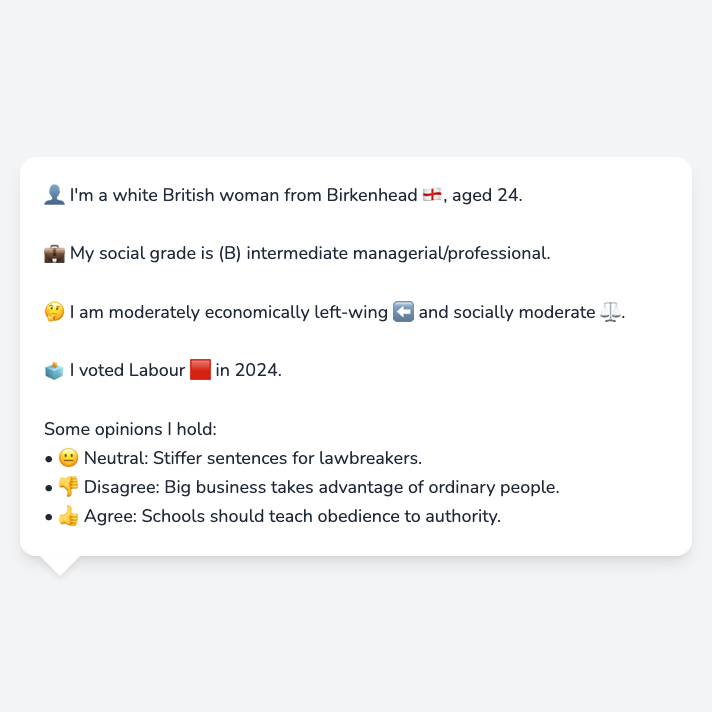 👤 I'm a white British woman from Birkenhead 🏴󠁧󠁢󠁥󠁮󠁧󠁿, aged 24.
💼 My social grade is (B) intermediate managerial/professional.
🤔 I am moderately economically left-wing ⬅️ and socially moderate ⚖️.
🗳️ I voted Labour 🟥 in 2024.
Some opinions I hold:
• 😐 Neutral: Stiffer sentences for lawbreakers.
• 👎 Disagree: Big business takes advantage of ordinary people.
• 👍 Agree: Schools should teach obedience to authority.